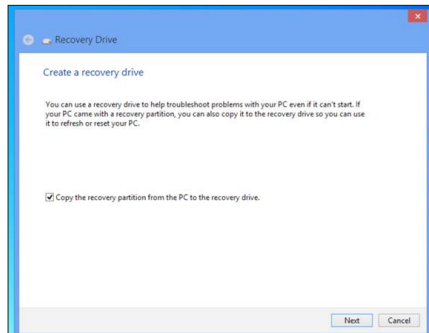 Recovery Drive
Create a recovery drive
You can use a recovery drive to help troubleshoot problems with your PC even if it can't start. If
your PC came with a recovery partition, you can also copy it to the recovery drive so you can use
it to refresh or reset your PC.
Copy the recovery partition from the PC to the recovery drive.
Next Cancel